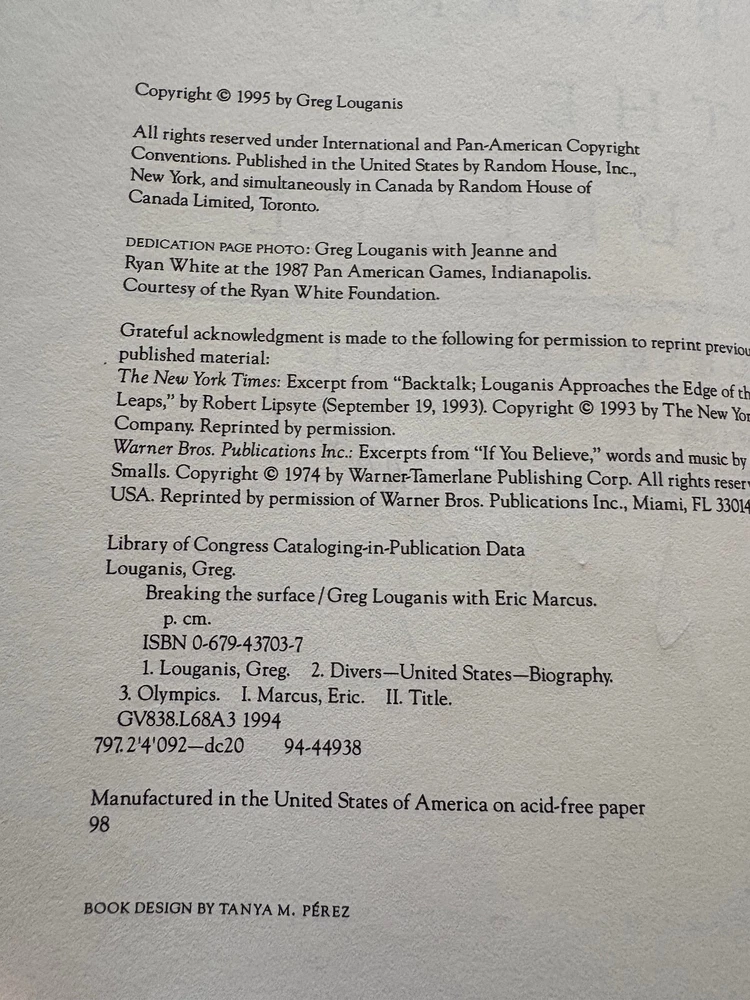 Copyright © 1995 by Greg Louganis
All rights reserved under International and Pan-American Copyright
Conventions. Published in the United States by Random House, Inc.,
New York, and simultaneously in Canada by Random House of
Canada Limited, Toronto.
DEDICATION PAGE PHOTO: Greg Louganis with Jeanne and
Ryan White at the 1987 Pan American Games, Indianapolis.
Courtesy of the Ryan White Foundation.
Grateful acknowledgment is made to the following for permission to reprint
published material:
The New York Times: Excerpt from “Backtalk; Louganis Approaches the Edge of
Leaps,” by Robert Lipsyte (September 19, 1993). Copyright © 1993 by The New
Company. Reprinted by permission.
Warner Bros. Publications Inc.: Excerpts from “If You Believe,” words and music by
Smalls. Copyright © 1974 by Warner-Tamerlane Publishing Corp. All rights
USA. Reprinted by permission of Warner Bros. Publications Inc., Miami, FL 33014
Library of Congress Cataloging-in-Publication Data
Louganis, Greg.
Breaking the surface/Greg Louganis with Eric Marcus.
p. cm.
ISBN 0-679-43703-7
1. Louganis, Greg. 2. Divers—United States—Biography.
3. Olympics. I. Marcus, Eric. II. Title.
GV838.L68A3 1994
797.2'4'092—dc20 94-44938
Manufactured in the United States of America on acid-free paper
98
BOOK DESIGN BY TANYA M. PÉREZ